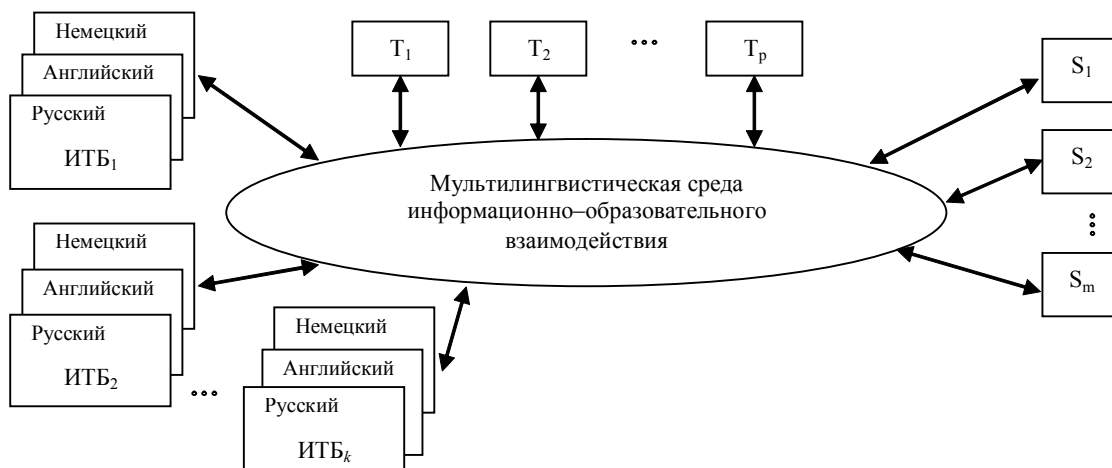 Немецкий
Английский
Русский
ИТБ₁
T₁
T₂
...
Tₚ
S₁
S₂
...
Sₘ
Мультилингвистическая среда
информационно–образовательного
взаимодействия
Немецкий
Английский
Русский
ИТБ₂
...
Немецкий
Английский
Русский
ИТБₖ